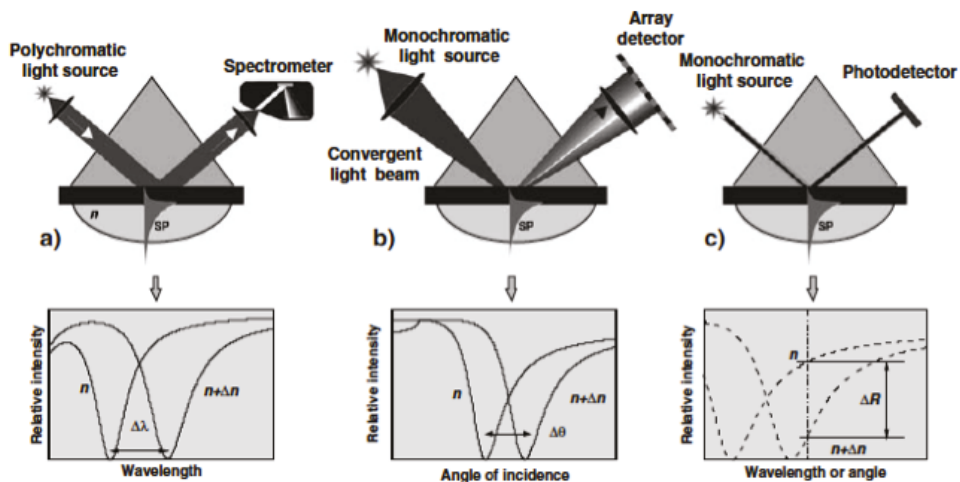 Polychromatic
light source
Spectrometer
n
SP
a)
Monochromatic
light source
Array
detector
Convergent
light beam
SP
b)
Monochromatic
light source
Photodetector
SP
c)
Relative intensity
n
n+Δn
Δλ
Wavelength
Relative intensity
n
n+Δn
Δθ
Angle of incidence
Relative intensity
n
ΔR
n+Δn
Wavelength or angle